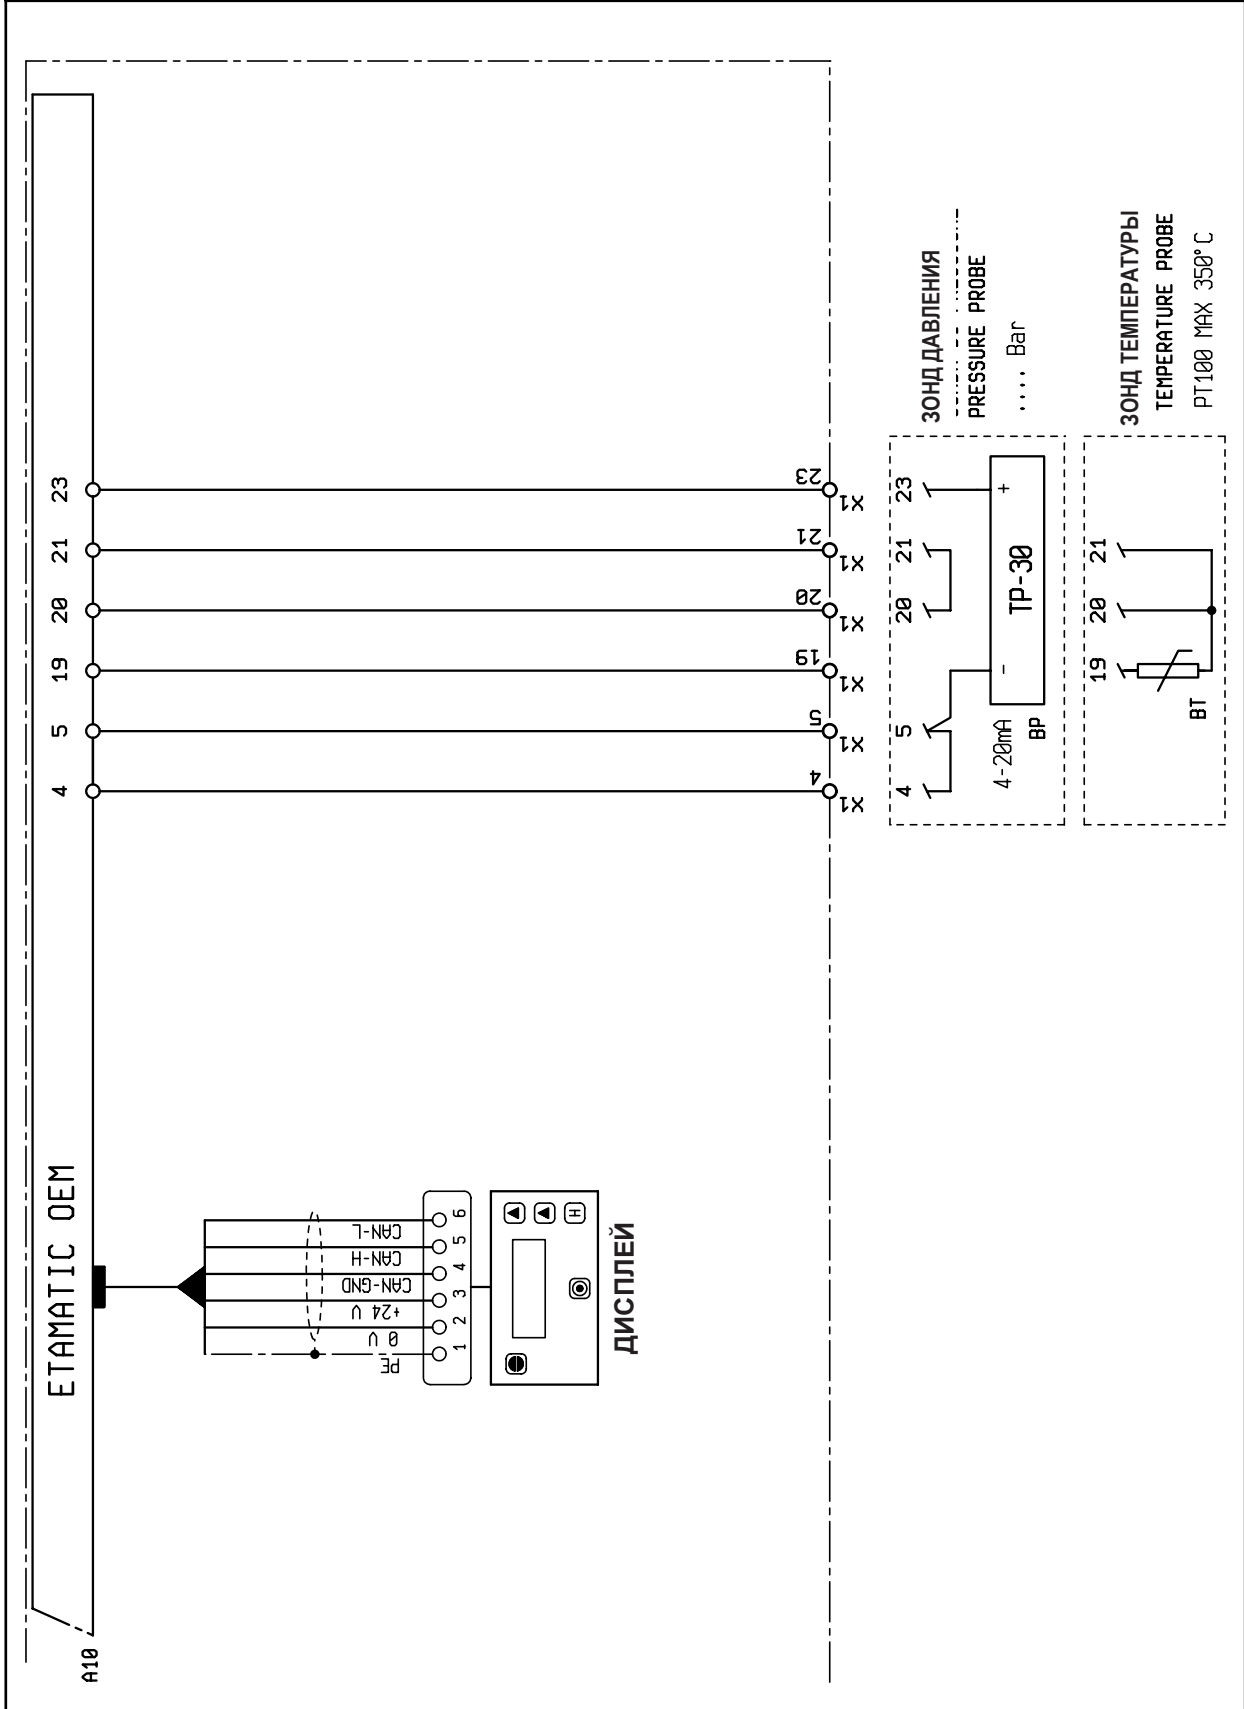 A10
ETAMATIC OEM
4 5 19 20 21 23
PE
0 V
+24 V
CAN-GND
CAN-H
CAN-L
1 2 3 4 5 6
H
ДИСПЛЕЙ
4 5 19 20 21 23
X1 X1 X1 X1 X1 X1
4 5 20 21 23
4-20mA
- +
TP-30
BP
ЗОНД ДАВЛЕНИЯ
PRESSURE PROBE
.... Bar
19 20 21
BT
ЗОНД ТЕМПЕРАТУРЫ
TEMPERATURE PROBE
PT100 MAX 350°C